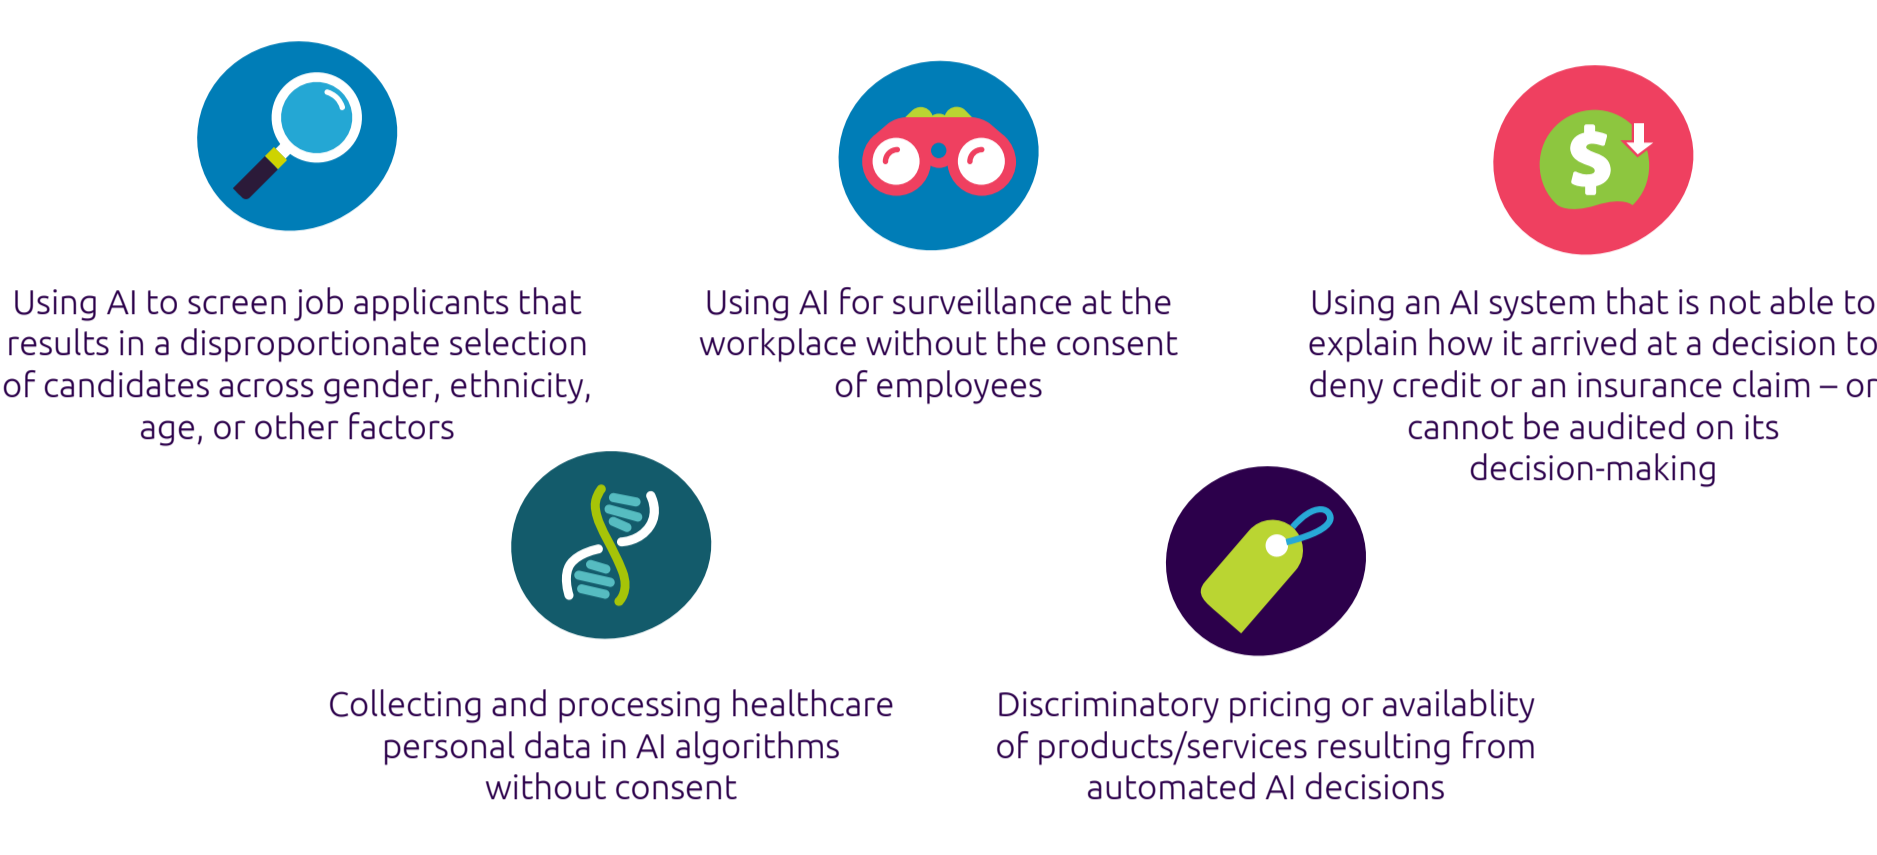 Using AI to screen job applicants that
results in a disproportionate selection
of candidates across gender, ethnicity,
age, or other factors
Using AI for surveillance at the
workplace without the consent
of employees
Using an AI system that is not able to
explain how it arrived at a decision to
deny credit or an insurance claim – or
cannot be audited on its
decision-making
$
Collecting and processing healthcare
personal data in AI algorithms
without consent
Discriminatory pricing or availablity
of products/services resulting from
automated AI decisions